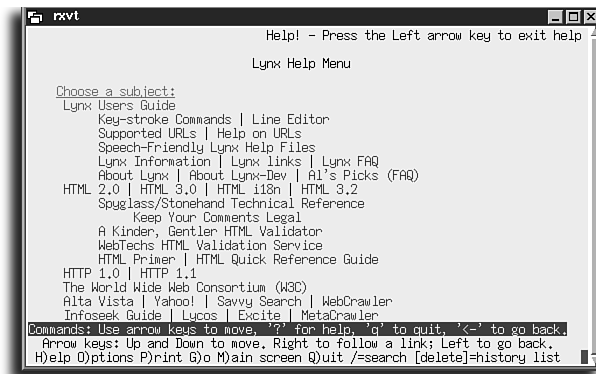 rxvt
Help! - Press the Left arrow key to exit help
Lynx Help Menu
Choose a subject:
Lynx Users Guide
Key-stroke Commands | Line Editor
Supported URLs | Help on URLs
Speech-Friendly Lynx Help Files
Lynx Information | Lynx links | Lynx FAQ
About Lynx | About Lynx-Dev | Al's Picks (FAQ)
HTML 2.0 | HTML 3.0 | HTML i18n | HTML 3.2
Spyglass/Stonehand Technical Reference
Keep Your Comments Legal
A Kinder, Gentler HTML Validator
WebTechs HTML Validation Service
HTML Primer | HTML Quick Reference Guide
HTTP 1.0 | HTTP 1.1
The World Wide Web Consortium (W3C)
Alta Vista | Yahoo! | Savvy Search | WebCrawler
Infoseek Guide | Lycos | Excite | MetaCrawler
Commands: Use arrow keys to move, '?' for help, 'q' to quit, '<-' to go back.
Arrow keys: Up and Down to move. Right to follow a link; Left to go back.
H)elp O)ptions P)rint G)o M)ain screen Q)uit /=search [delete]=history list